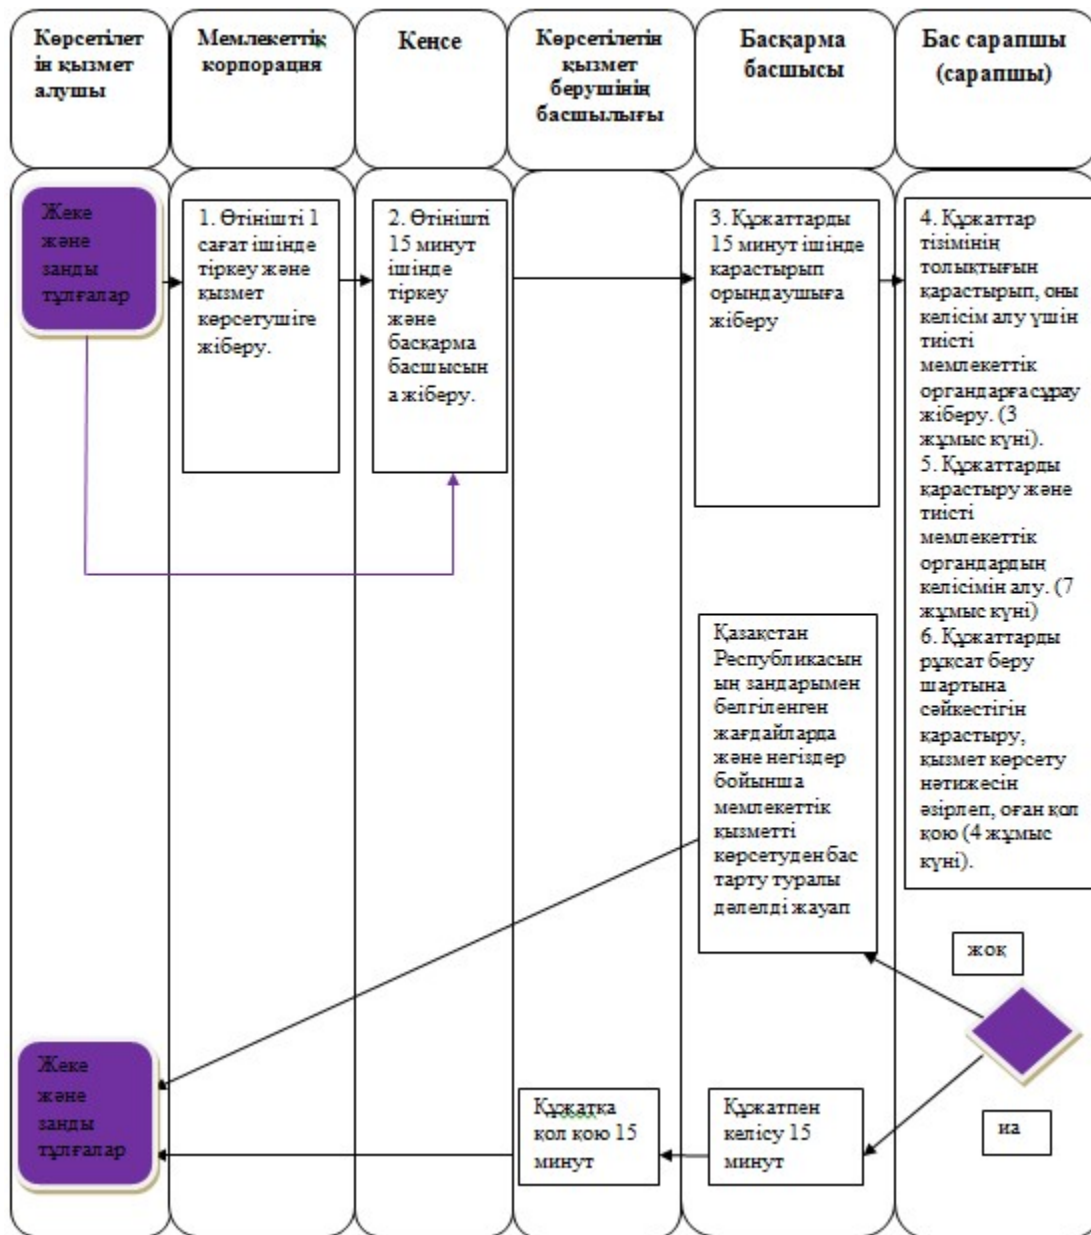 Көрсетілет
ін қызмет
алушы
Мемлекеттік
корпорация
Кеңсе
Көрсетілетін
қызмет
берушінің
басшылығы
Басқарма
басшысы
Бас сарапшы
(сарапшы)
Жеке
және
заңды
тұлғалар
1. Өтінішті 1
сағат ішінде
тіркеу және
қызмет
көрсетушіге
жіберу.
2. Өтінішті
15 минут
ішінде
тіркеу
және
басқарма
басшысын
а жіберу.
3. Құжаттарды
15 минут ішінде
қарастырып
орындаушыға
жіберу
4. Құжаттар
тізімінің
толықтығын
қарастырып, оны
келісім алу үшін
тиісті
мемлекеттік
органдарға сұрау
жіберу. (3
жұмыс күні).
5. Құжаттарды
қарастыру және
тиісті
мемлекеттік
органдардың
келісімін алу. (7
жұмыс күні)
6. Құжаттарды
рұқсат беру
шартына
сәйкестігін
қарастыру,
қызмет көрсету
нәтижесін
әзірлеп, оған қол
қою (4 жұмыс
күні).
Қазақстан
Республикасын
ың заңдарымен
белгіленген
жағдайларда
және негіздер
бойынша
мемлекеттік
қызметті
көрсетуден бас
тарту туралы
дәлелді жауап
жоқ
иа
Құжатпен
келісу 15
минут
Құжатқа
қол қою 15
минут
Жеке
және
заңды
тұлғалар